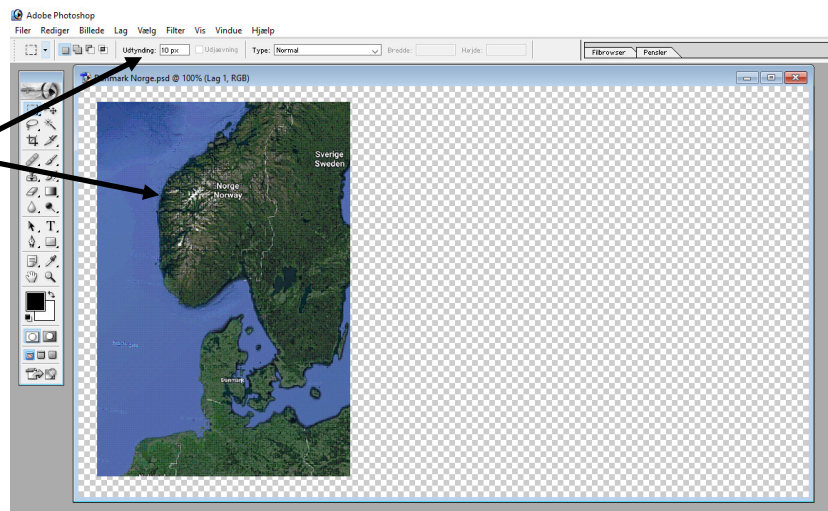 Adobe Photoshop
Filer Rediger Billede Lag Vælg Filter Vis Vindue Hjælp
Udtynding: 10 px Udjævning Type: Normal Bredde: Højde: Filbrowser Pensler
Danmark Norge.psd @ 100% (Lag 1, RGB)
Sverige
Sweden
Norge
Norway
Danmark